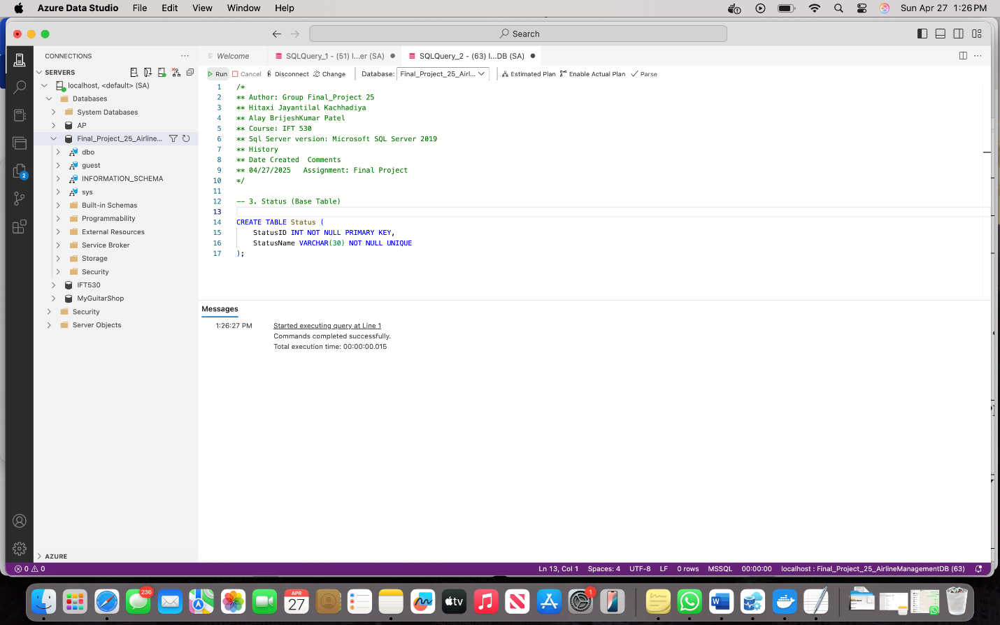 Azure Data Studio File Edit View Window Help Sun Apr 27 1:26 PM
Search
CONNECTIONS
Welcome SQLQuery_1 - (51) l...er (SA) SQLQuery_2 - (63) l...DB (SA)
SERVERS
Run Cancel Disconnect Change Database: Final_Project_25_Airl... Estimated Plan Enable Actual Plan Parse
localhost, <default> (SA)
Databases
System Databases
AP
Final_Project_25_Airline...
dbo
guest
INFORMATION_SCHEMA
sys
Built-in Schemas
Programmability
External Resources
Service Broker
Storage
Security
IFT530
MyGuitarShop
Security
Server Objects
2
1 /*
2 ** Author: Group Final_Project 25
3 ** Hitaxi Jayantilal Kachhadiya
4 ** Alay BrijeshKumar Patel
5 ** Course: IFT 530
6 ** Sql Server version: Microsoft SQL Server 2019
7 ** History
8 ** Date Created  Comments
9 ** 04/27/2025   Assignment: Final Project
10 */
11
12 -- 3. Status (Base Table)
13
14 CREATE TABLE Status (
15     StatusID INT NOT NULL PRIMARY KEY,
16     StatusName VARCHAR(30) NOT NULL UNIQUE
17 );
Messages
1:26:27 PM Started executing query at Line 1
Commands completed successfully.
Total execution time: 00:00:00.015
AZURE
0 0 Ln 13, Col 1 Spaces: 4 UTF-8 LF 0 rows MSSQL 00:00:00 localhost : Final_Project_25_AirlineManagementDB (63)
236
APR
27
tv
1
W